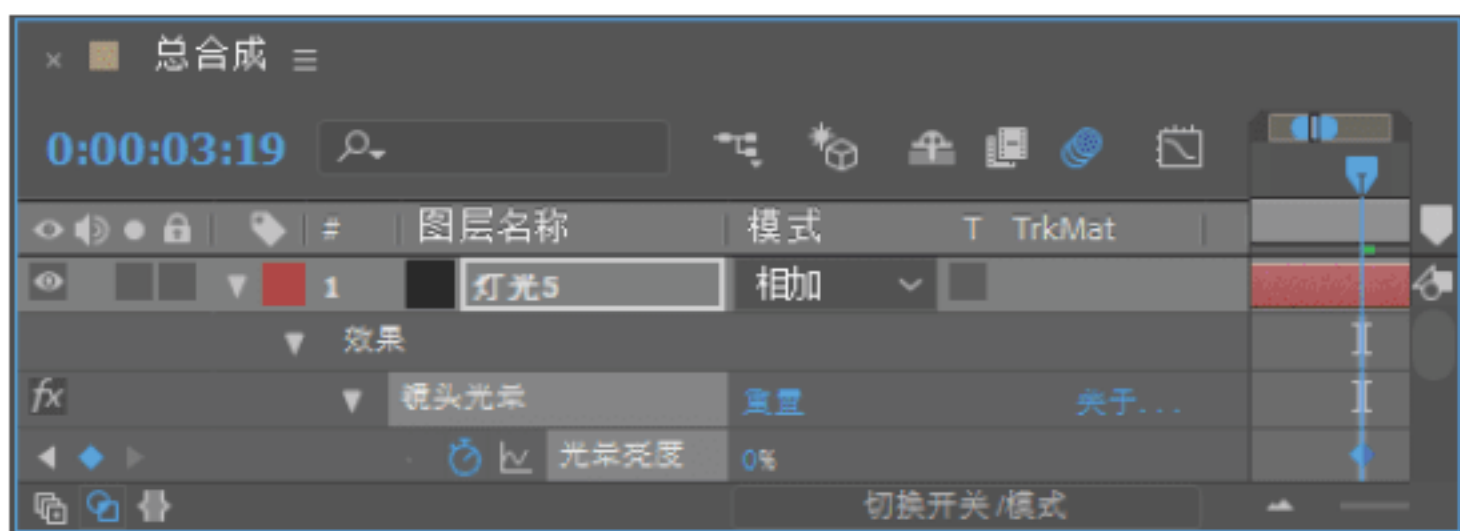 总合成
0:00:03:19
# 图层名称 模式 T TrkMat
1 灯光5 相加
效果
fx 镜头光晕 重置 关于...
光晕亮度 0%
切换开关/模式